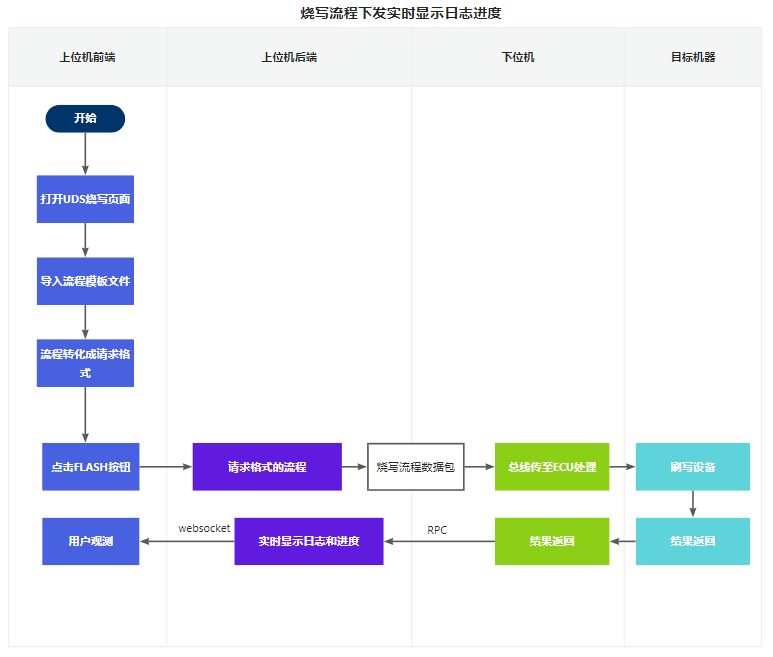 烧写流程下发实时显示日志进度
上位机前端
上位机后端
下位机
目标机器
开始
打开UDS烧写页面
导入流程模板文件
流程转化成请求格
式
点击FLASH按钮
请求格式的流程
烧写流程数据包
总线传至ECU处理
刷写设备
用户观测
websocket
实时显示日志和进度
RPC
结果返回
结果返回